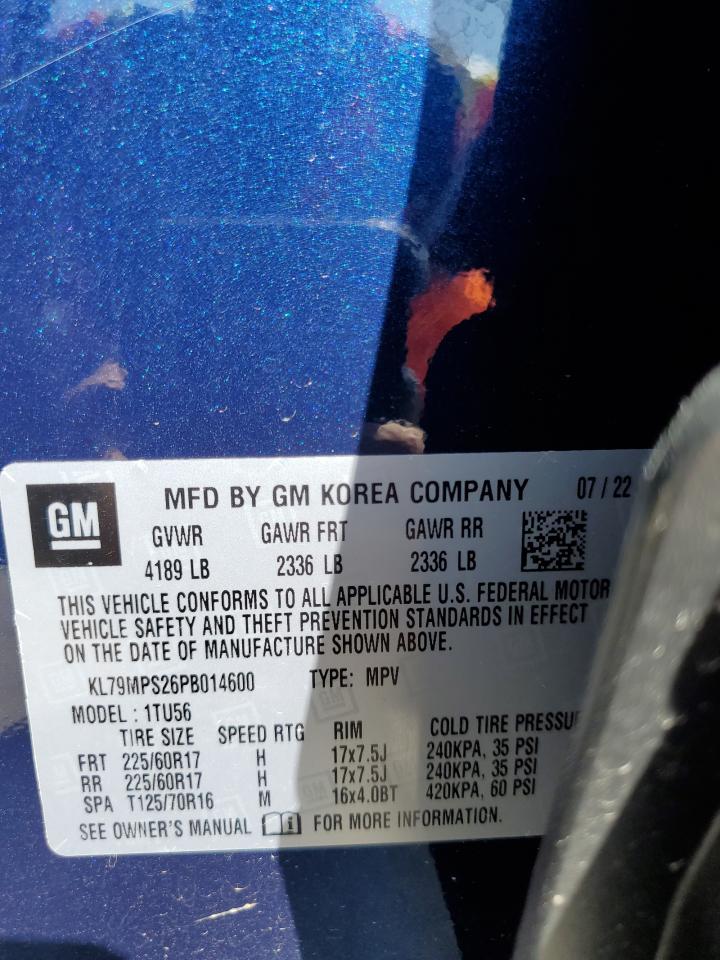 GM
MFD BY GM KOREA COMPANY 07 / 22
GVWR GAWR FRT GAWR RR
4189 LB 2336 LB 2336 LB
THIS VEHICLE CONFORMS TO ALL APPLICABLE U.S. FEDERAL MOTOR
VEHICLE SAFETY AND THEFT PREVENTION STANDARDS IN EFFECT
ON THE DATE OF MANUFACTURE SHOWN ABOVE.
KL79MPS26PB014600 TYPE: MPV
MODEL : 1TU56
TIRE SIZE SPEED RTG RIM COLD TIRE PRESSU
FRT 225/60R17 H 17x7.5J 240KPA, 35 PSI
RR 225/60R17 H 17x7.5J 240KPA, 35 PSI
SPA T125/70R16 M 16x4.0BT 420KPA, 60 PSI
SEE OWNER'S MANUAL FOR MORE INFORMATION.